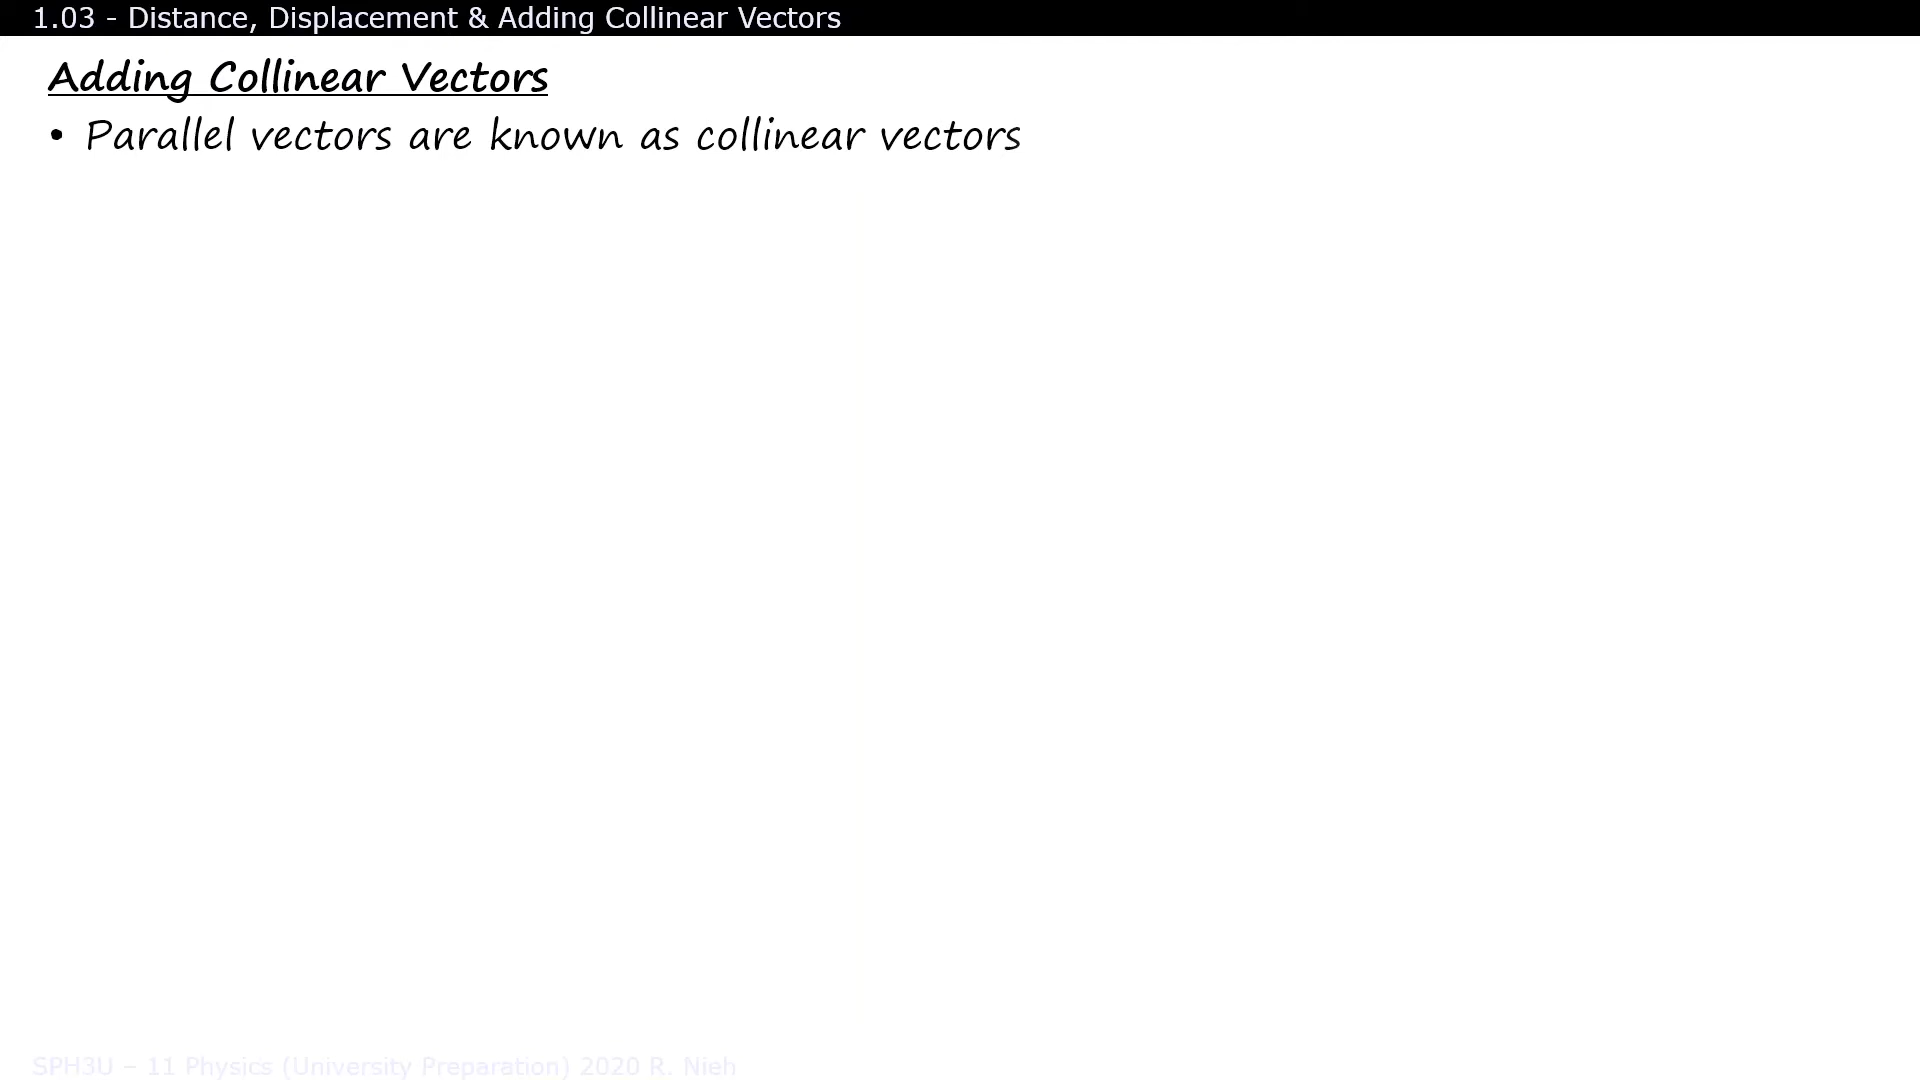 1.03 - Distance, Displacement & Adding Collinear Vectors
Adding Collinear Vectors
• Parallel vectors are known as collinear vectors
SPH3U – 11 Physics (University Preparation) 2020 R. Nieh